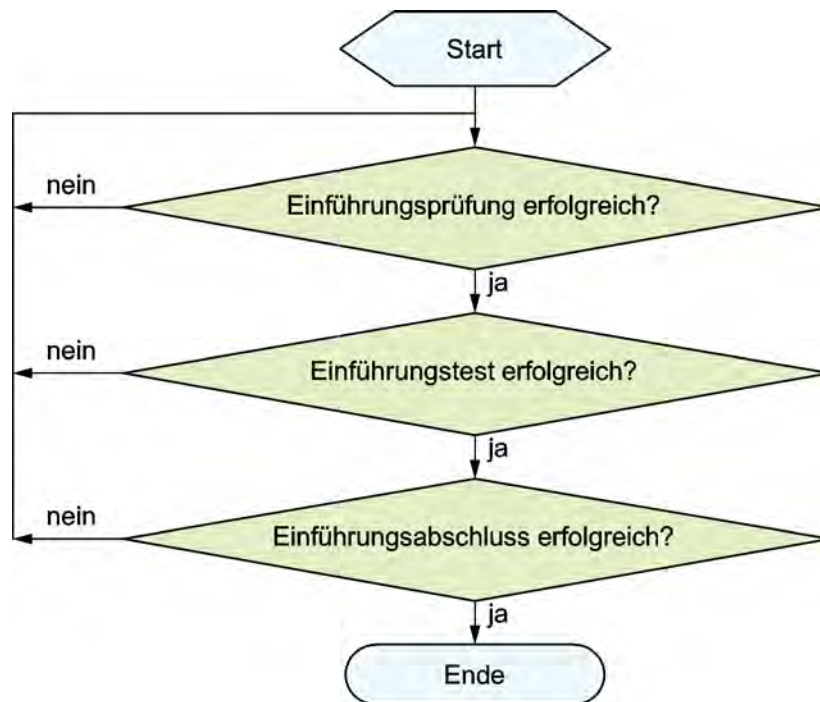 Start
nein
Einführungsprüfung erfolgreich?
ja
nein
Einführungstest erfolgreich?
ja
nein
Einführungsabschluss erfolgreich?
ja
Ende